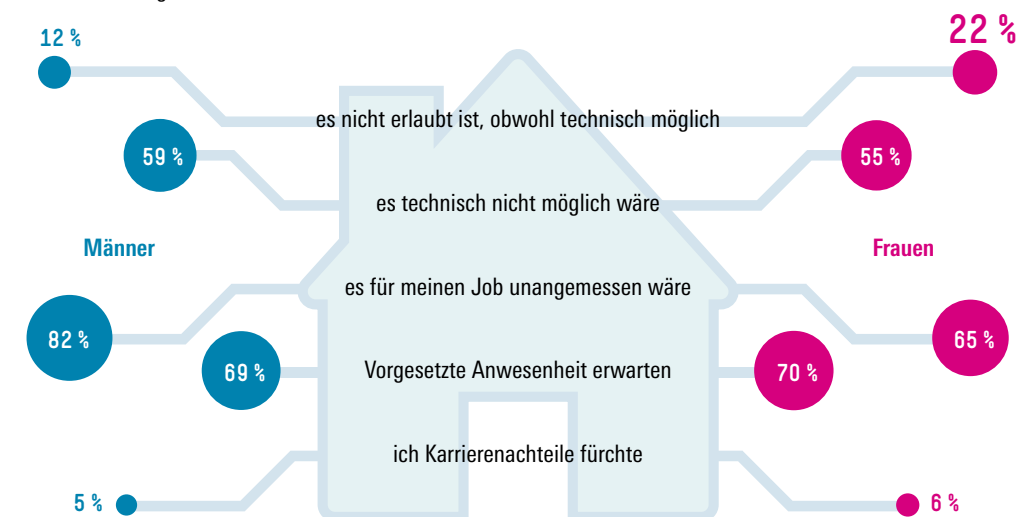 12 %
22 %
es nicht erlaubt ist, obwohl technisch möglich
59 %
55 %
es technisch nicht möglich wäre
Männer
Frauen
es für meinen Job unangemessen wäre
82 %
65 %
69 %
Vorgesetzte Anwesenheit erwarten
70 %
ich Karrierenachteile fürchte
5 %
6 %